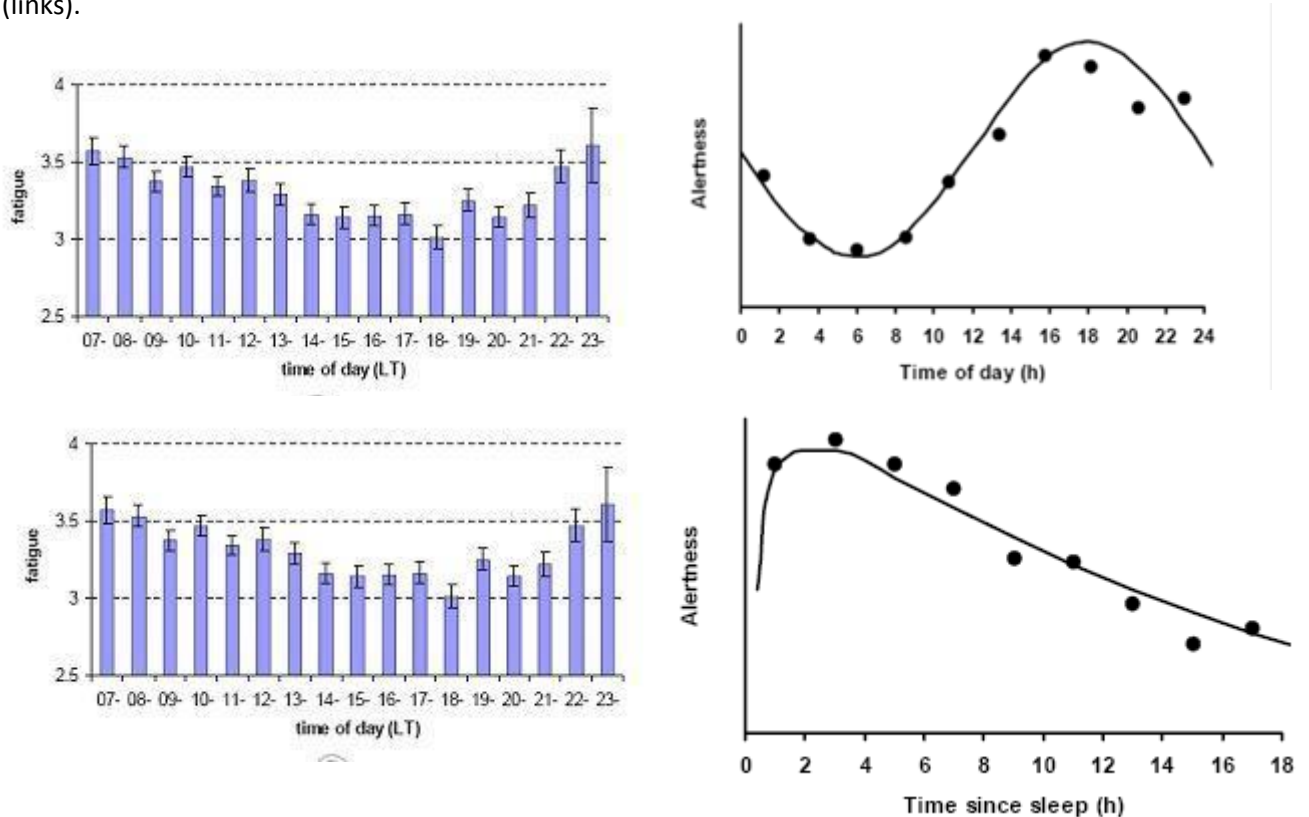 (links).
4
3.5
3
2.5
fatigue
07- 08- 09- 10- 11- 12- 13- 14- 15- 16- 17- 18- 19- 20- 21- 22- 23-
time of day (LT)
Alertness
0 2 4 6 8 10 12 14 16 18 20 22 24
Time of day (h)
4
3.5
3
2.5
fatigue
07- 08- 09- 10- 11- 12- 13- 14- 15- 16- 17- 18- 19- 20- 21- 22- 23-
time of day (LT)
Alertness
0 2 4 6 8 10 12 14 16 18
Time since sleep (h)